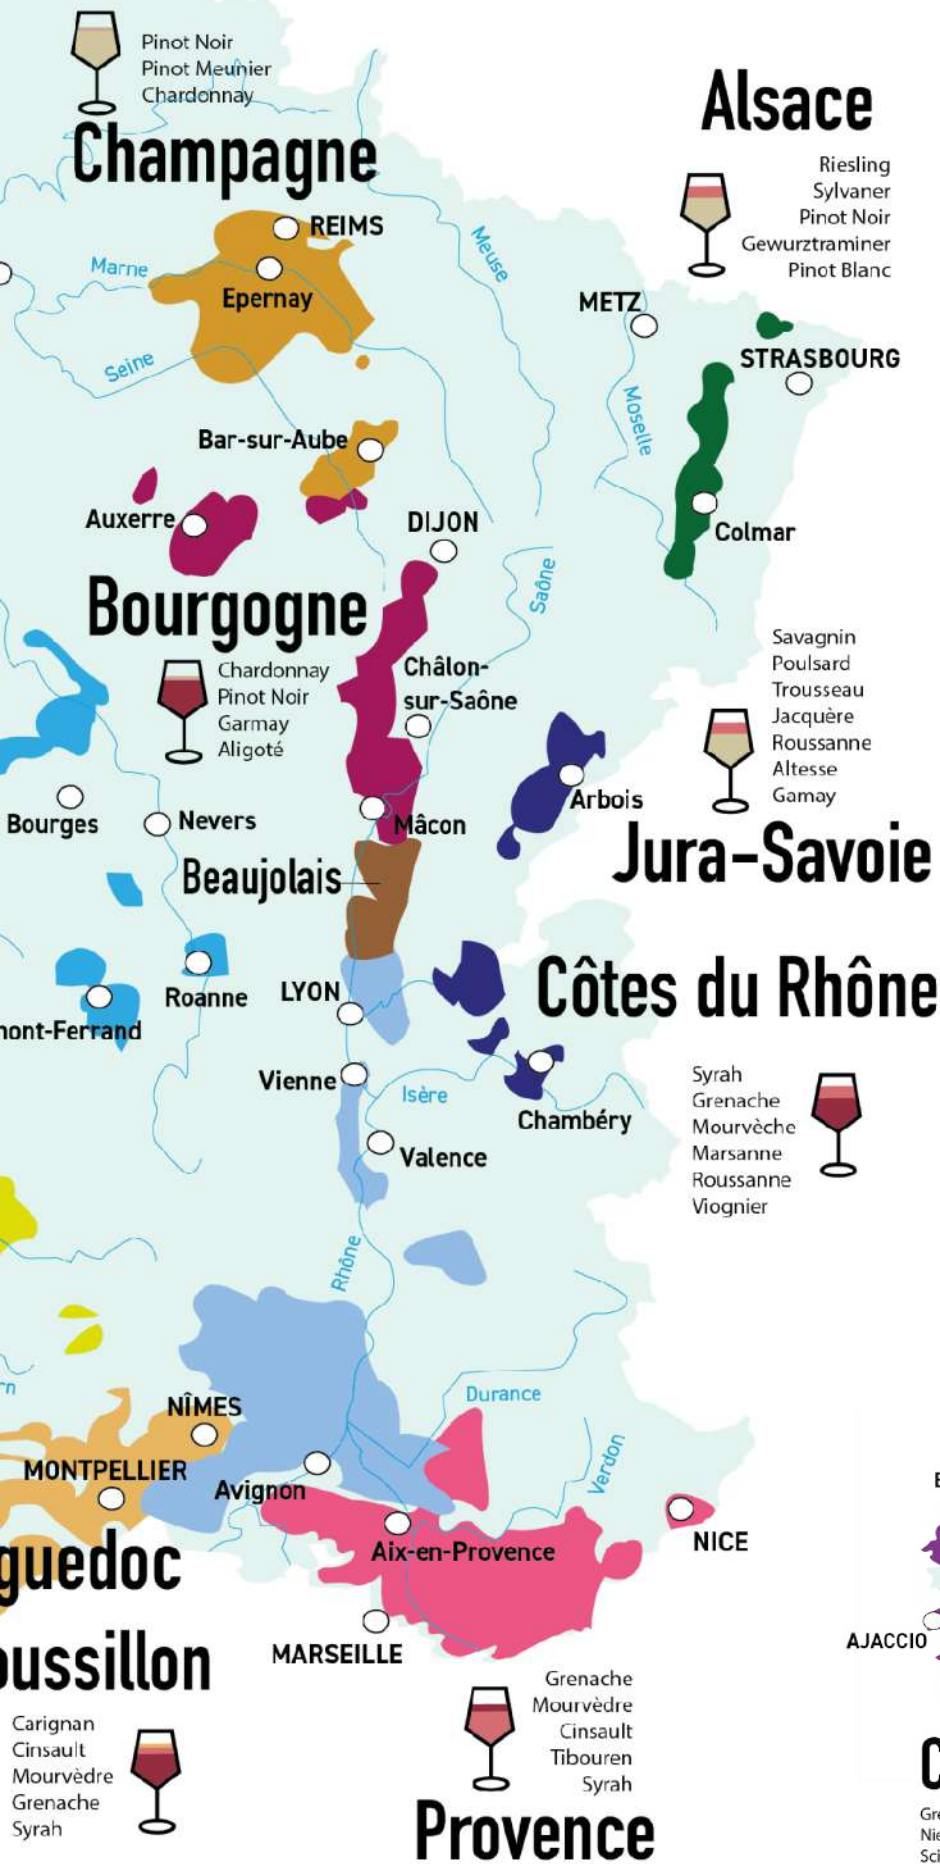 Pinot Noir
Pinot Meunier
Chardonnay
Champagne
Alsace
Riesling
Sylvaner
Pinot Noir
Gewurztraminer
Pinot Blanc
REIMS
Marne
Epernay
Meuse
METZ
Seine
STRASBOURG
Moselle
Bar-sur-Aube
Auxerre
DIJON
Colmar
Saône
Bourgogne
Chardonnay
Pinot Noir
Garmay
Aligoté
Châlon-
sur-Saône
Savagnin
Poulsard
Trousseau
Jacquère
Roussanne
Altesse
Gamay
Arbois
Bourges
Nevers
Mâcon
Jura-Savoie
Beaujolais
Côtes du Rhône
Roanne
LYON
mont-Ferrand
Vienne
Isère
Chambéry
Syrah
Grenache
Mourvèche
Marsanne
Roussanne
Viognier
Valence
Rhône
Durance
NÎMES
Verdon
MONTPELLIER
Avignon
NICE
Aix-en-Provence
guedoc
MARSEILLE
AJACCIO
oussillon
Carignan
Cinsault
Mourvèdre
Grenache
Syrah
Grenache
Mourvèdre
Cinsault
Tibouren
Syrah
Provence